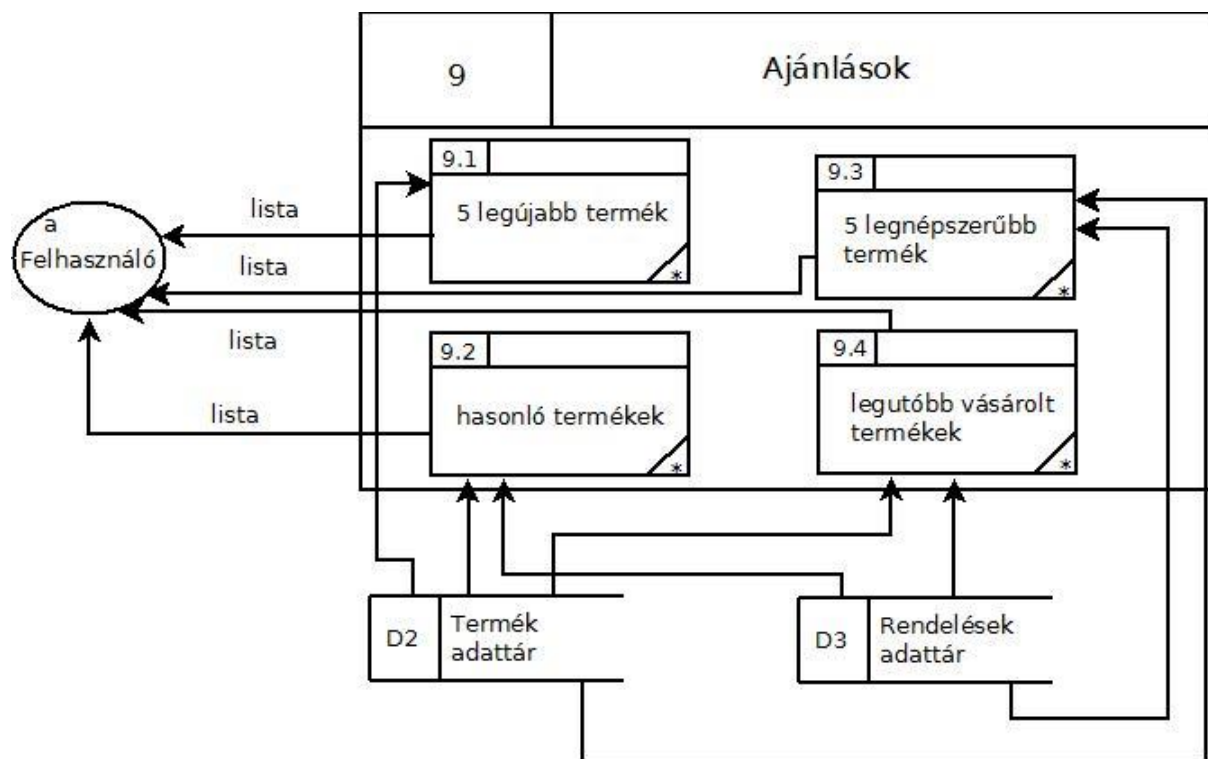 9
Ajánlások
9.1
5 legújabb termék
*
9.3
5 legnépszerűbb
termék
*
lista
a
Felhasználó
lista
lista
9.2
hasonló termékek
*
9.4
legutóbb vásárolt
termékek
*
lista
D2
Termék
adattár
D3
Rendelések
adattár